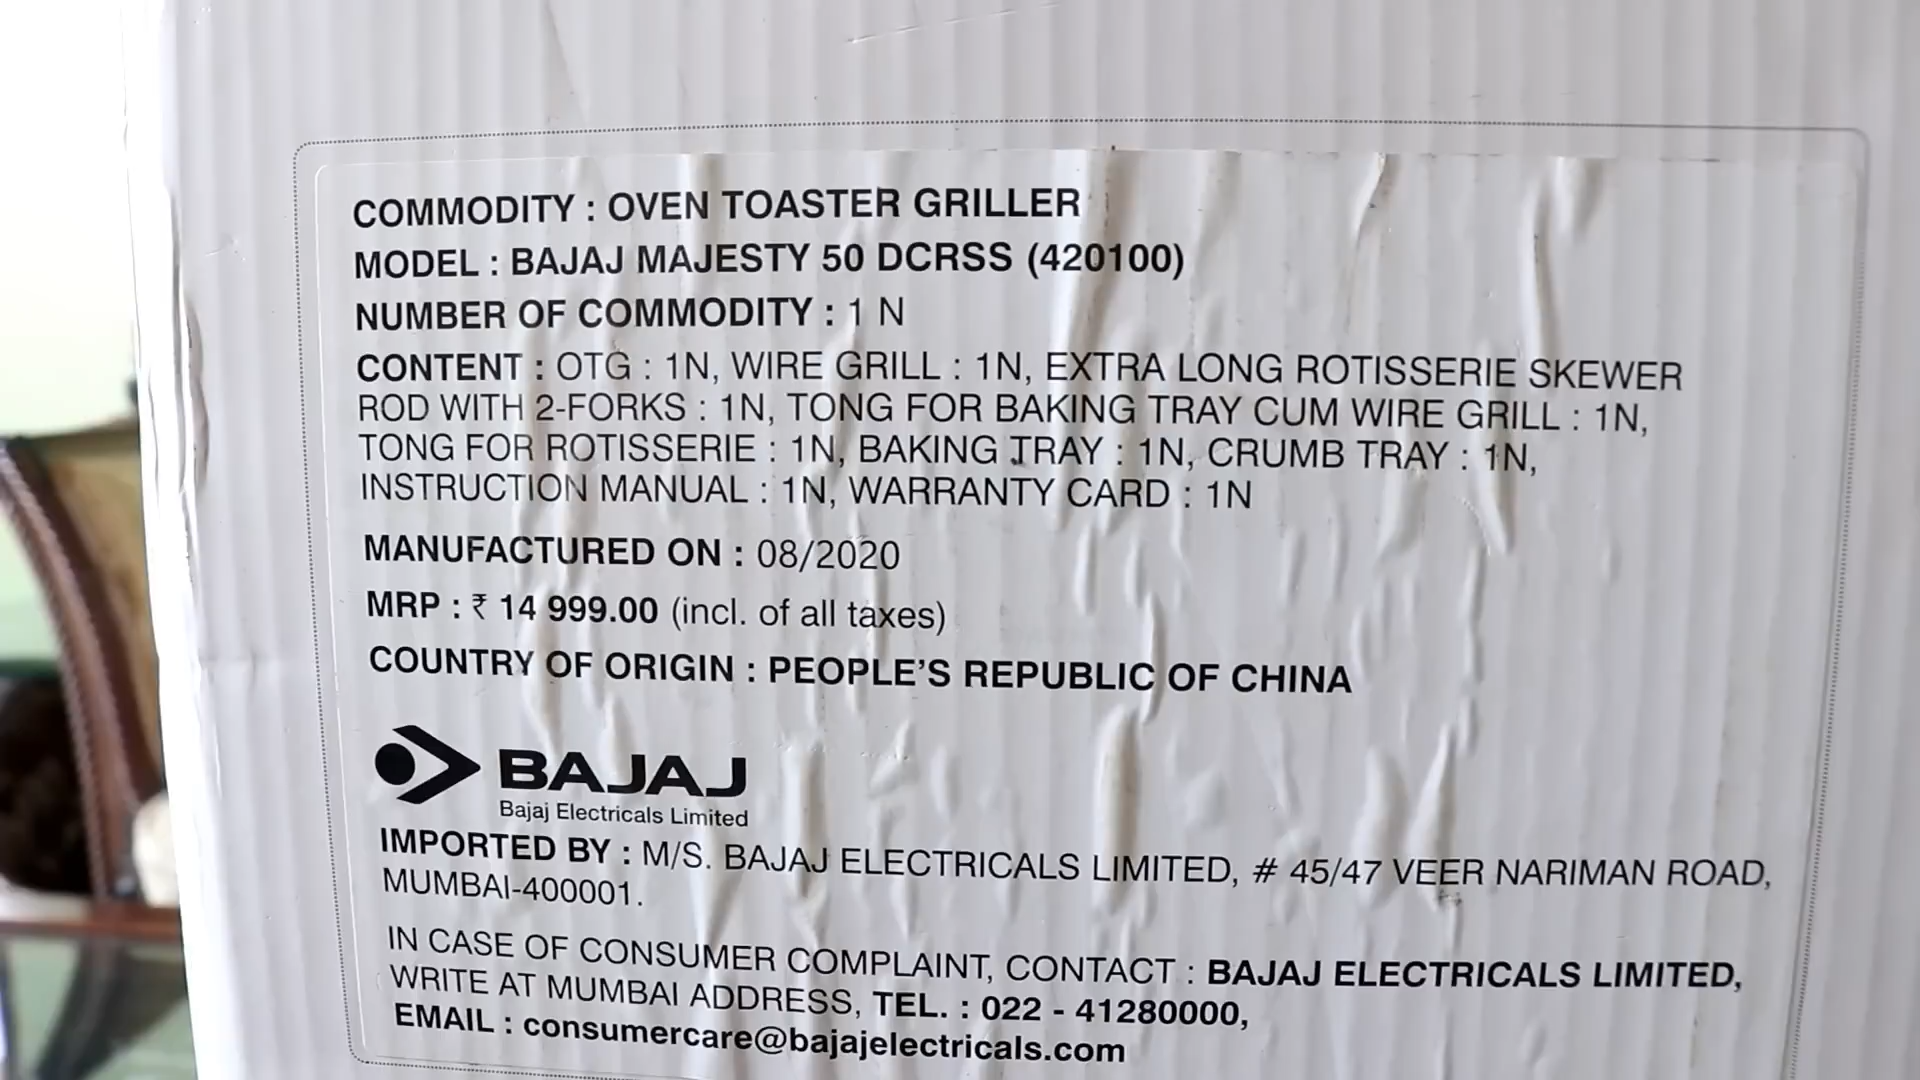 COMMODITY : OVEN TOASTER GRILLER
MODEL : BAJAJ MAJESTY 50 DCRSS (420100)
NUMBER OF COMMODITY : 1 N
CONTENT : OTG : 1N, WIRE GRILL : 1N, EXTRA LONG ROTISSERIE SKEWER
ROD WITH 2-FORKS : 1N, TONG FOR BAKING TRAY CUM WIRE GRILL : 1N,
TONG FOR ROTISSERIE : 1N, BAKING TRAY : 1N, CRUMB TRAY : 1N,
INSTRUCTION MANUAL : 1N, WARRANTY CARD : 1N
MANUFACTURED ON : 08/2020
MRP : ₹ 14 999.00 (incl. of all taxes)
COUNTRY OF ORIGIN : PEOPLE'S REPUBLIC OF CHINA
BAJAJ
Bajaj Electricals Limited
IMPORTED BY : M/S. BAJAJ ELECTRICALS LIMITED, # 45/47 VEER NARIMAN ROAD,
MUMBAI-400001.
IN CASE OF CONSUMER COMPLAINT, CONTACT : BAJAJ ELECTRICALS LIMITED,
WRITE AT MUMBAI ADDRESS, TEL. : 022 - 41280000,
EMAIL : consumercare@bajajelectricals.com